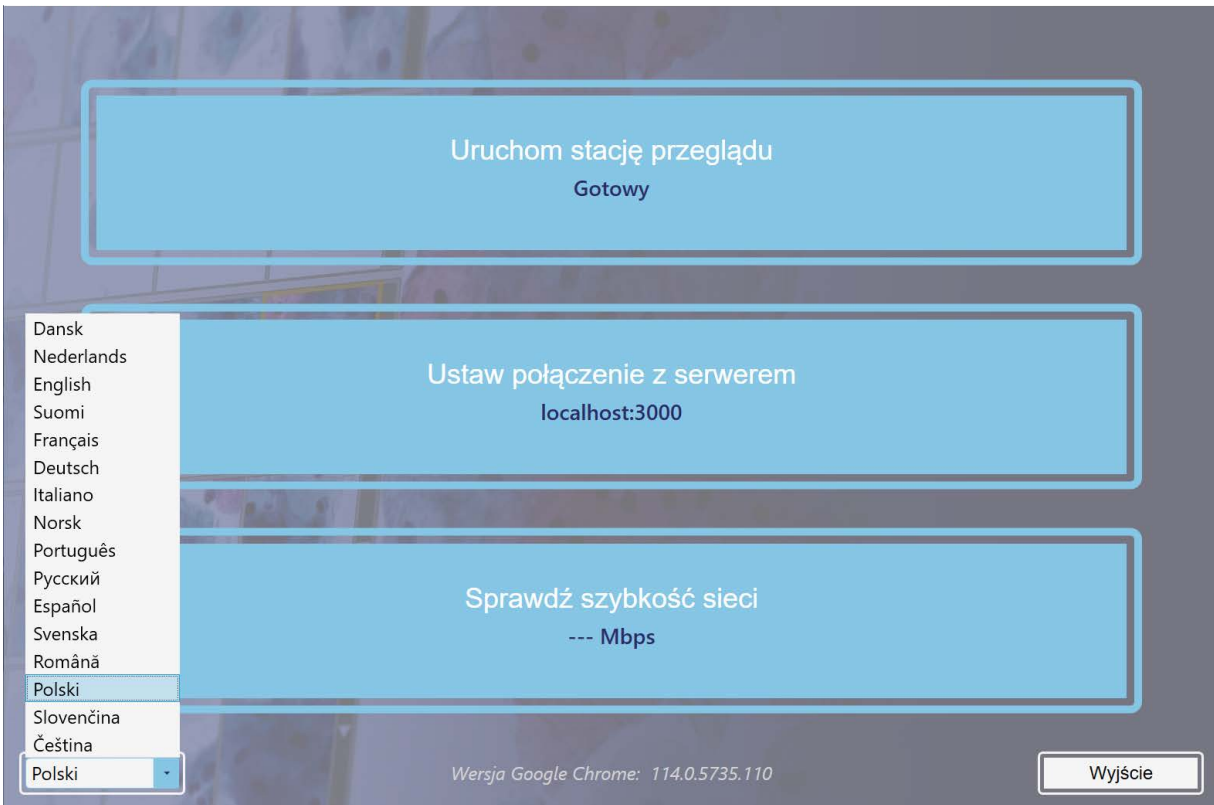 Uruchom stację przeglądu
Gotowy
Ustaw połączenie z serwerem
localhost:3000
Sprawdź szybkość sieci
--- Mbps
Dansk
Nederlands
English
Suomi
Français
Deutsch
Italiano
Norsk
Português
Русский
Español
Svenska
Română
Polski
Slovenčina
Čeština
Polski
Wersja Google Chrome: 114.0.5735.110
Wyjście